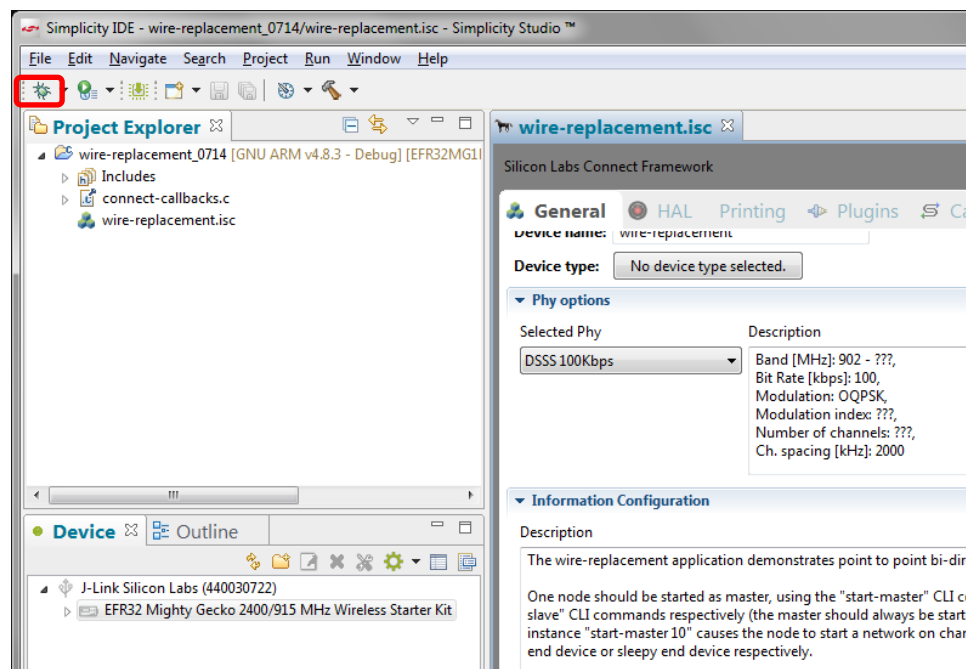 Simplicity IDE - wire-replacement_0714/wire-replacement.isc - Simplicity Studio ™
File Edit Navigate Search Project Run Window Help
Project Explorer
wire-replacement_0714 [GNU ARM v4.8.3 - Debug] [EFR32MG1
Includes
connect-callbacks.c
wire-replacement.isc
Device Outline
J-Link Silicon Labs (440030722)
EFR32 Mighty Gecko 2400/915 MHz Wireless Starter Kit
wire-replacement.isc
Silicon Labs Connect Framework
General HAL Printing Plugins Ca
Device name: wire-replacement
Device type: No device type selected.
Phy options
Selected Phy
DSSS 100Kbps
Description
Band [MHz]: 902 - ???,
Bit Rate [kbps]: 100,
Modulation: OQPSK,
Modulation index: ???,
Number of channels: ???,
Ch. spacing [kHz]: 2000
Information Configuration
Description
The wire-replacement application demonstrates point to point bi-dir
One node should be started as master, using the "start-master" CLI c
slave" CLI commands respectively (the master should always be start
instance "start-master 10" causes the node to start a network on chan
end device or sleepy end device respectively.